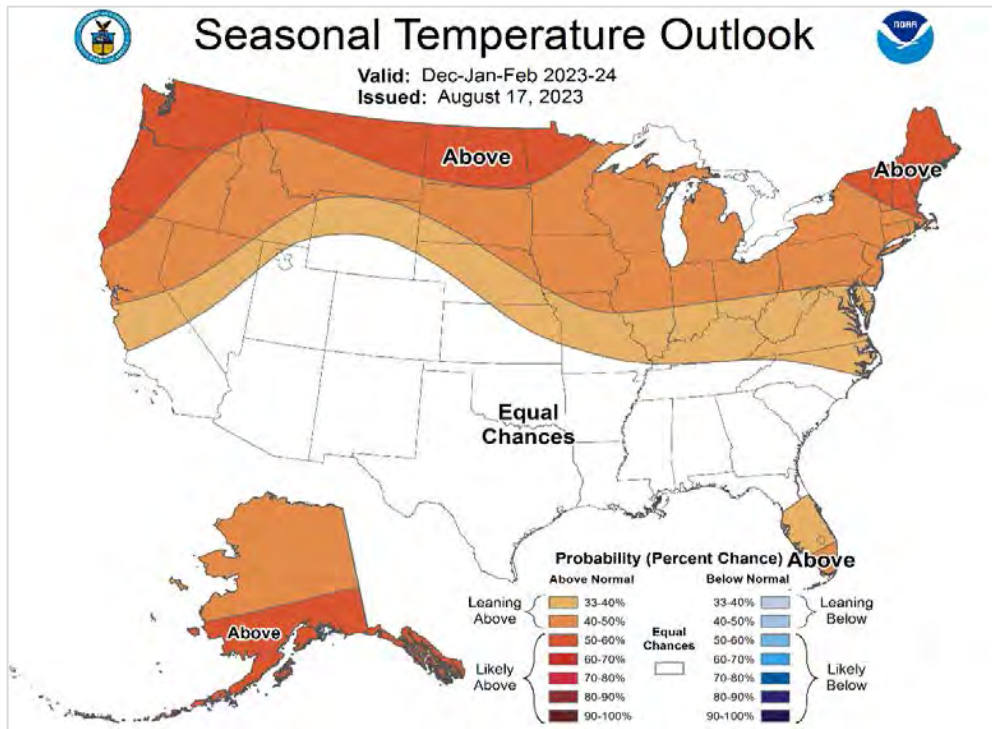 Seasonal Temperature Outlook
NOAA
Valid: Dec-Jan-Feb 2023-24
Issued: August 17, 2023
Above
Above
Equal
Chances
Above
Above
Probability (Percent Chance)
Above Normal
Below Normal
Leaning
Above
33-40%
40-50%
50-60%
60-70%
70-80%
80-90%
90-100%
Likely
Above
Equal
Chances
33-40%
40-50%
50-60%
60-70%
70-80%
80-90%
90-100%
Leaning
Below
Likely
Below